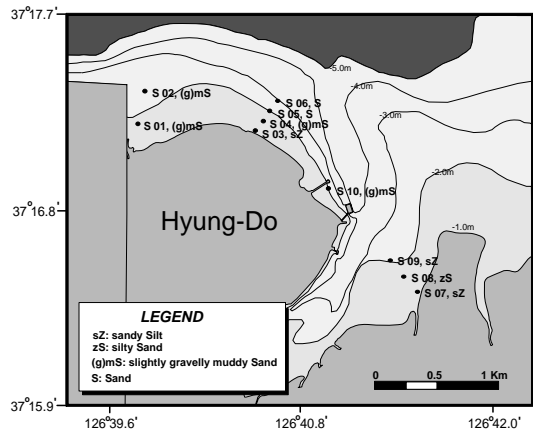 37°17.7'
37°16.8'
37°15.9'
126°39.6'
126°40.8'
126°42.0'
-5.0m
-4.0m
-3.0m
-2.0m
-1.0m
S 02, (g)mS
S 01, (g)mS
S 06, S
S 05, S
S 04, (g)mS
S 03, sZ
S 10, (g)mS
Hyung-Do
S 09, sZ
S 08, zS
S 07, sZ
LEGEND
sZ: sandy Silt
zS: silty Sand
(g)mS: slightly gravelly muddy Sand
S: Sand
0 0.5 1 Km